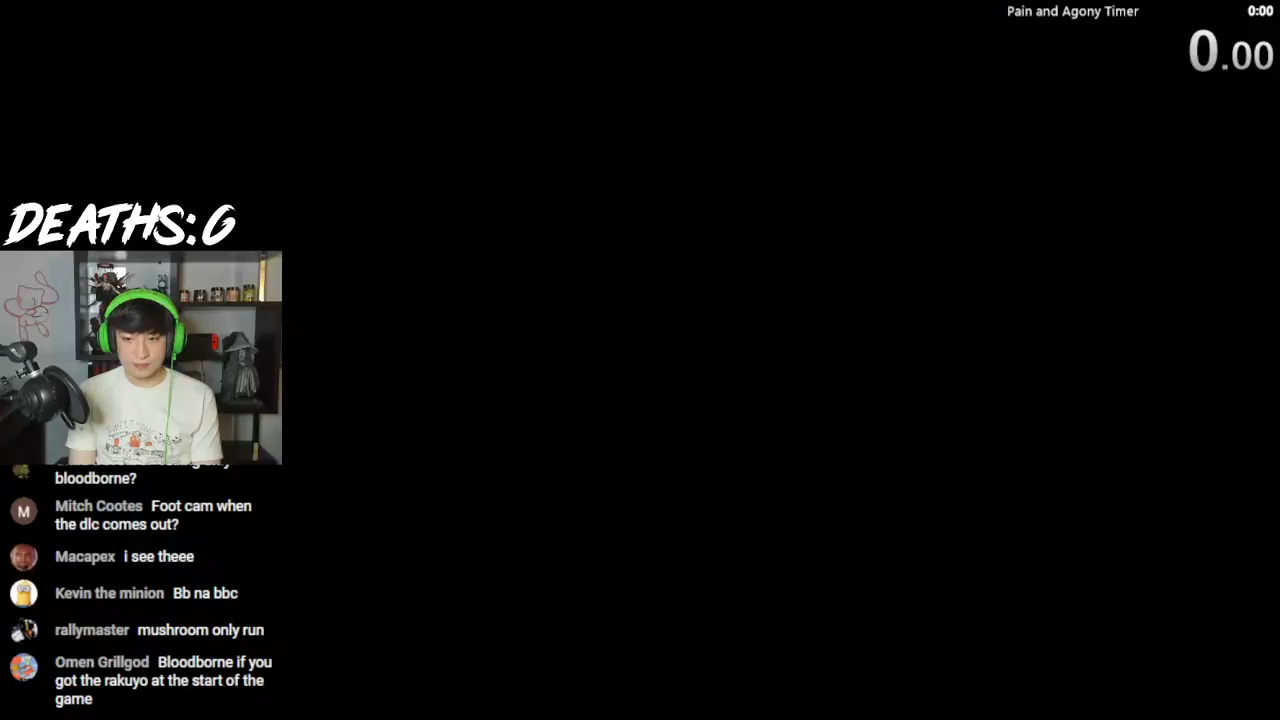 Pain and Agony Timer 0:00
0.00
DEATHS:6
bloodborne?
M
Mitch Cootes Foot cam when
the dlc comes out?
Macapex i see theee
Kevin the minion Bb na bbc
rallymaster mushroom only run
Omen Grillgod Bloodborne if you
got the rakuyo at the start of the
game